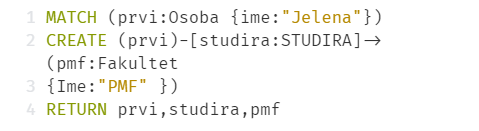 1 MATCH (prvi:Osoba {ime:"Jelena"})
2 CREATE (prvi)-[studira:STUDIRA]->
(pmf:Fakultet
3 {Ime:"PMF" })
4 RETURN prvi,studira,pmf